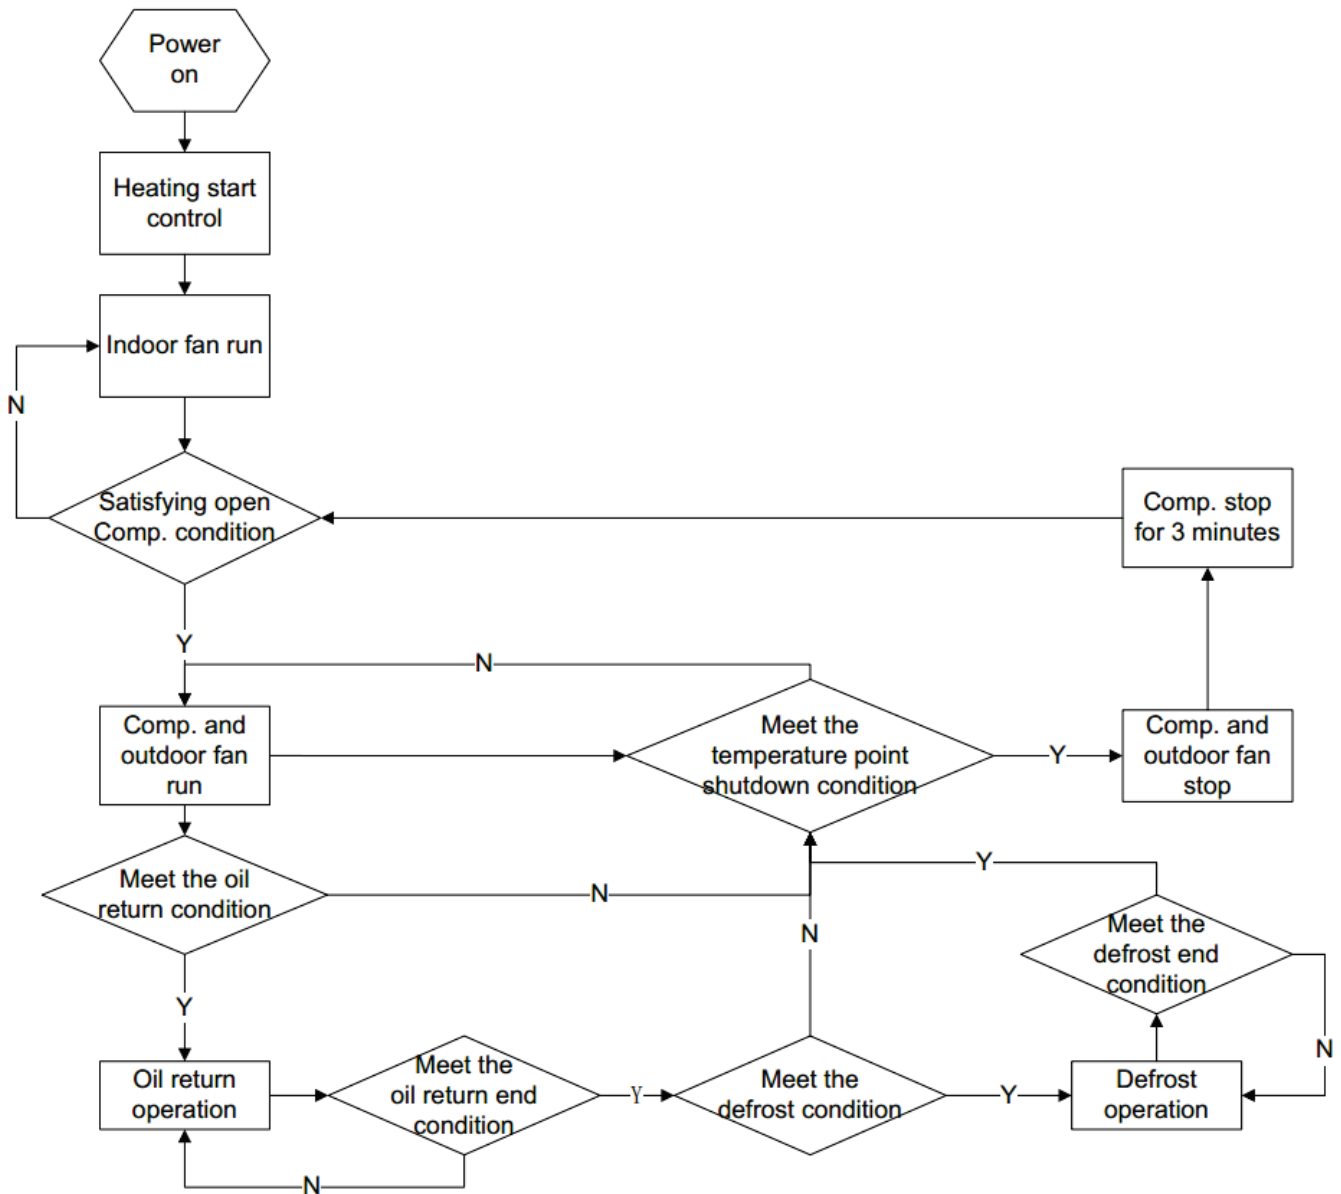 Power
on
Heating start
control
Indoor fan run
N
Satisfying open
Comp. condition
Comp. stop
for 3 minutes
Y
N
Comp. and
outdoor fan
run
Meet the
temperature point
shutdown condition
Y
Comp. and
outdoor fan
stop
Meet the oil
return condition
N
Y
N
Meet the
defrost end
condition
Y
N
Oil return
operation
Meet the
oil return end
condition
Y
Meet the
defrost condition
Y
Defrost
operation
N